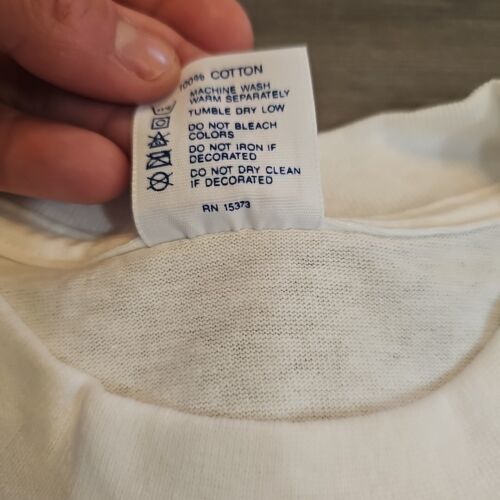 100% COTTON
MACHINE WASH
WARM SEPARATELY
TUMBLE DRY LOW
DO NOT BLEACH
COLORS
DO NOT IRON IF
DECORATED
DO NOT DRY CLEAN
IF DECORATED
RN 15373